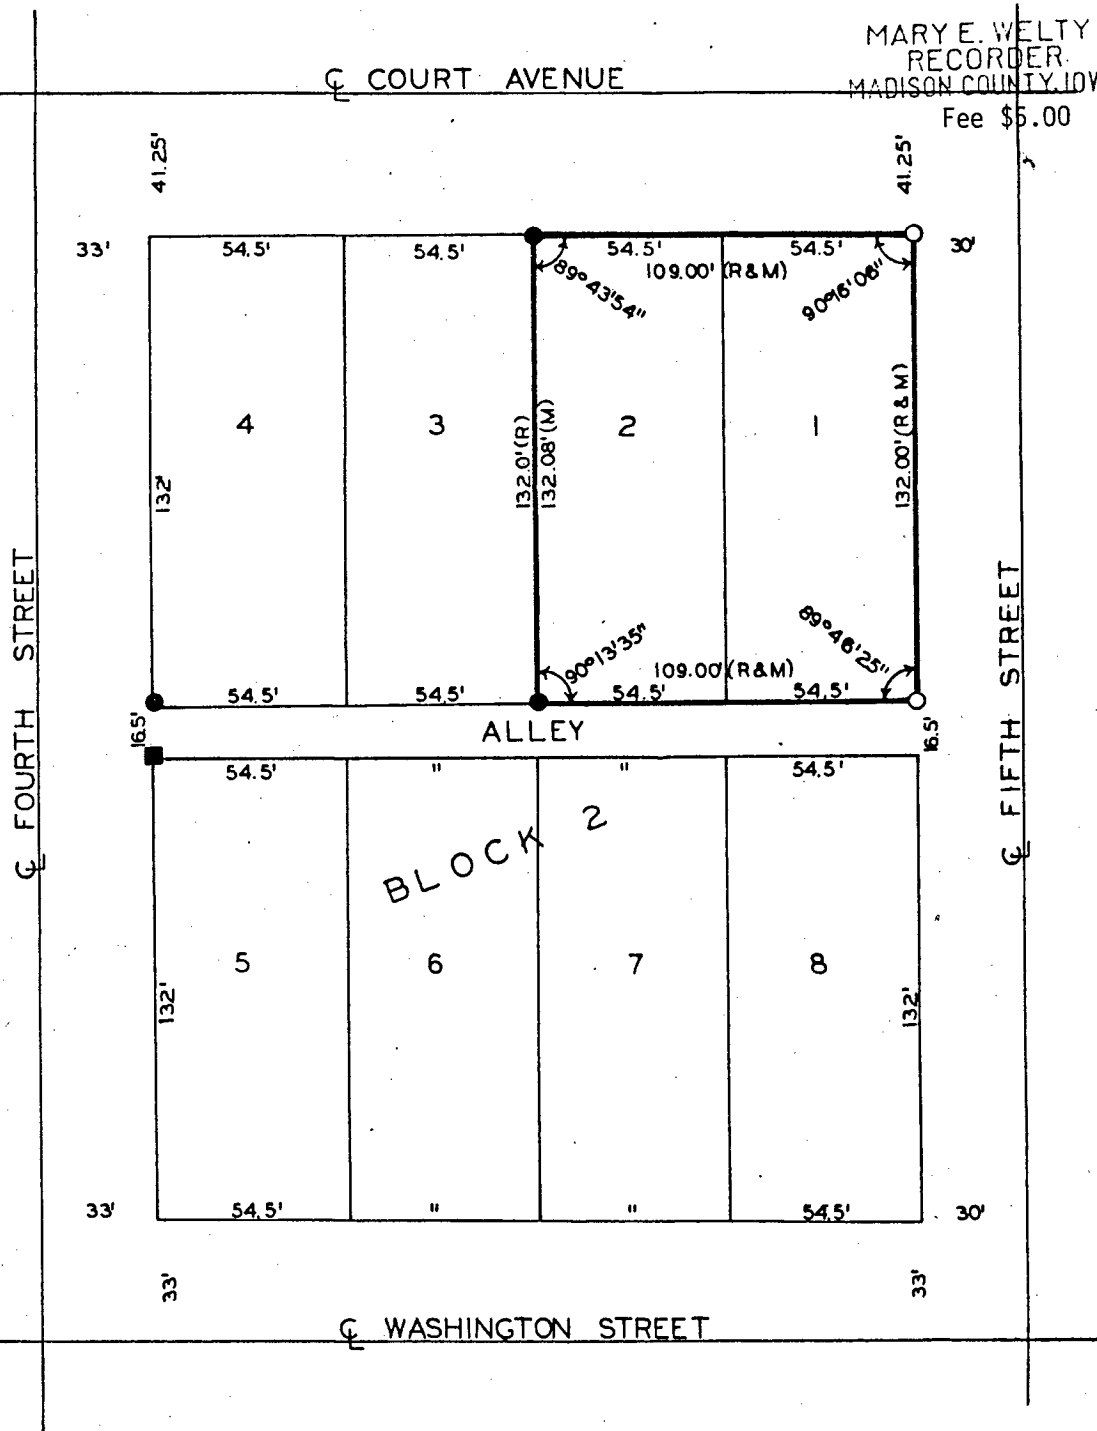 MARY E. WELTY
RECORDER
MADISON COUNTY, IOW
Fee $5.00
℄ COURT AVENUE
41.25'
41.25'
33'
54.5'
54.5'
54.5'
54.5'
30'
109.00' (R&M)
89°43'54"
90°16'06"
4
3
2
1
132'
132.0' (R)
132.08' (M)
132.00' (R&M)
℄ FOURTH STREET
℄ FIFTH STREET
90°13'35"
89°46'25"
109.00' (R&M)
54.5'
54.5'
54.5'
54.5'
16.5'
ALLEY
16.5'
54.5'
"
"
54.5'
BLOCK 2
5
6
7
8
132'
132'
33'
54.5'
"
"
54.5'
30'
33'
33'
℄ WASHINGTON STREET